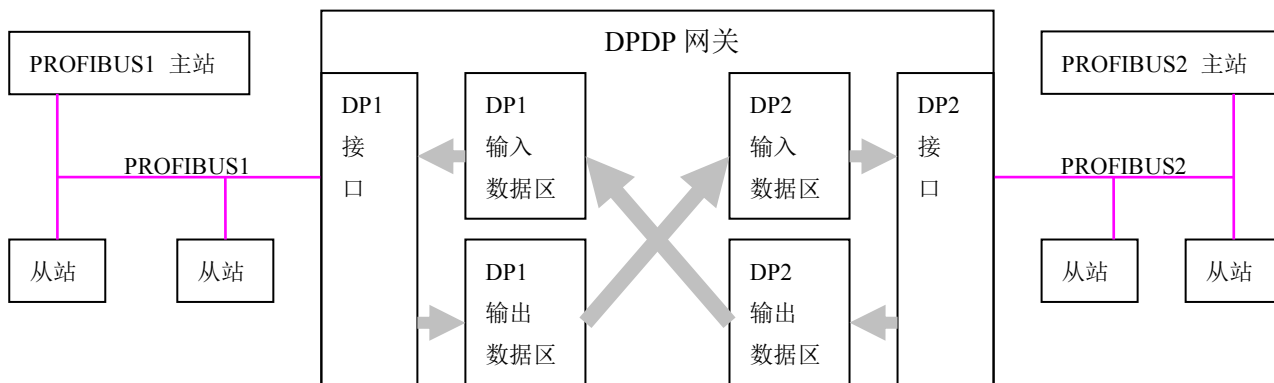 DPDP 网关
PROFIBUS1 主站
PROFIBUS2 主站
DP1
接
口
DP1
输入
数据区
DP2
输入
数据区
DP2
接
口
PROFIBUS1
PROFIBUS2
从站
从站
DP1
输出
数据区
DP2
输出
数据区
从站
从站